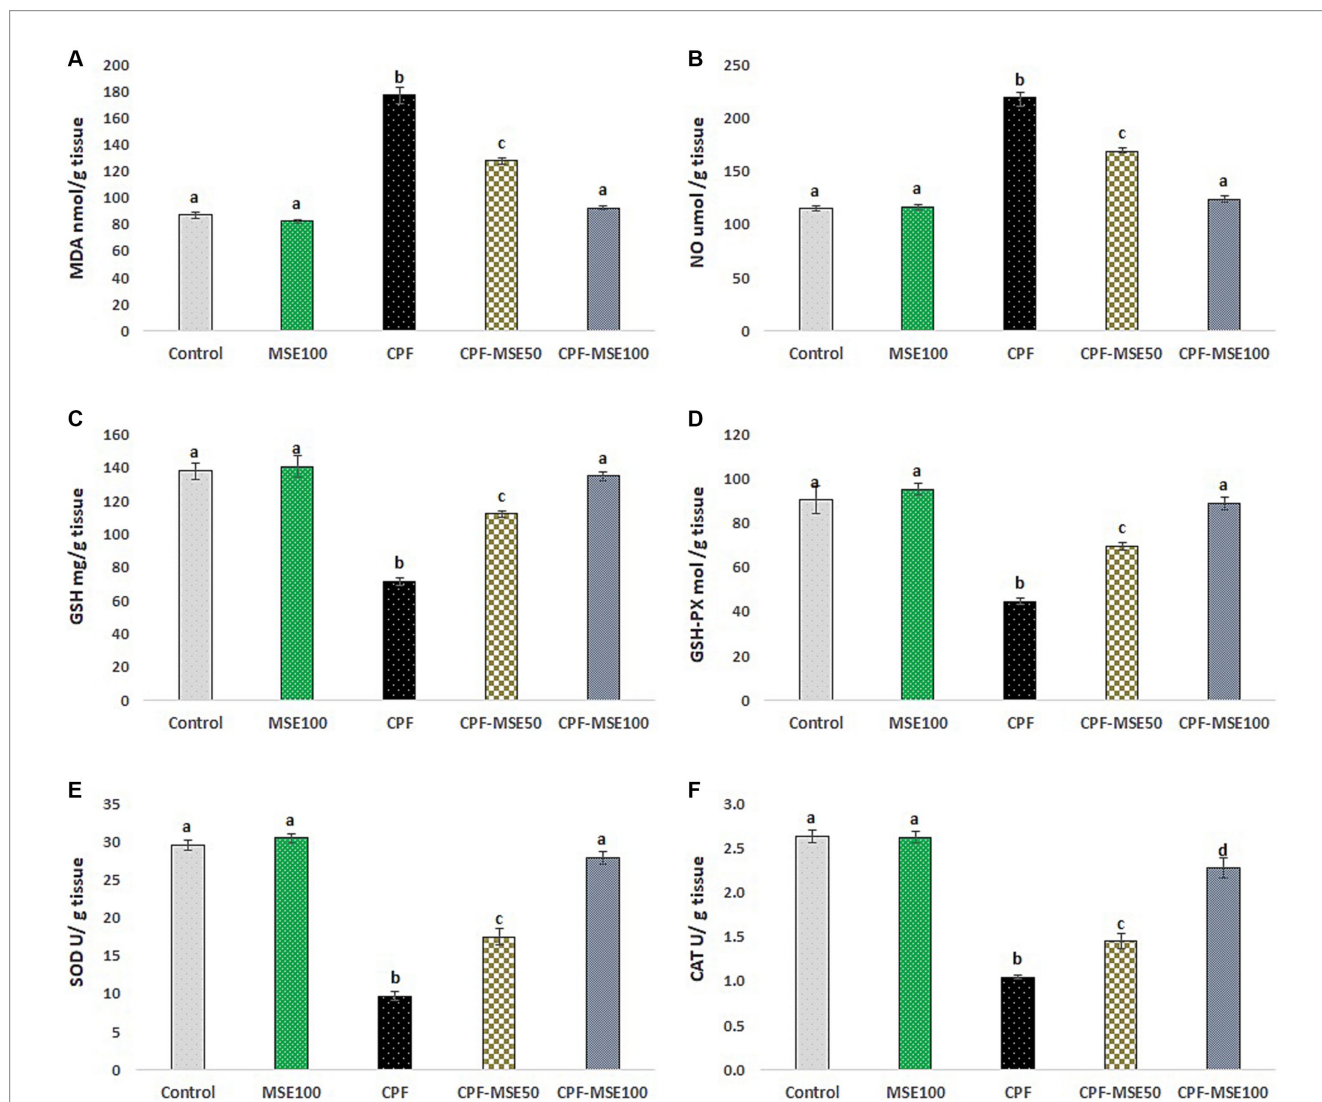 A
MDA nmol/g tissue
200
180
160
140
120
100
80
60
40
20
0
a
a
b
c
a
Control MSE100 CPF CPF-MSE50 CPF-MSE100
B
NO umol /g tissue
250
200
150
100
50
0
a
a
b
c
a
Control MSE100 CPF CPF-MSE50 CPF-MSE100
C
GSH mg/g tissue
160
140
120
100
80
60
40
20
0
a
a
b
c
a
Control MSE100 CPF CPF-MSE50 CPF-MSE100
D
GSH-PX mol /g tissue
120
100
80
60
40
20
0
a
a
b
c
a
Control MSE100 CPF CPF-MSE50 CPF-MSE100
E
SOD U/ g tissue
35
30
25
20
15
10
5
0
a
a
b
c
a
Control MSE100 CPF CPF-MSE50 CPF-MSE100
F
CAT U/ g tissue
3.0
2.5
2.0
1.5
1.0
0.5
0.0
a
a
b
c
d
Control MSE100 CPF CPF-MSE50 CPF-MSE100